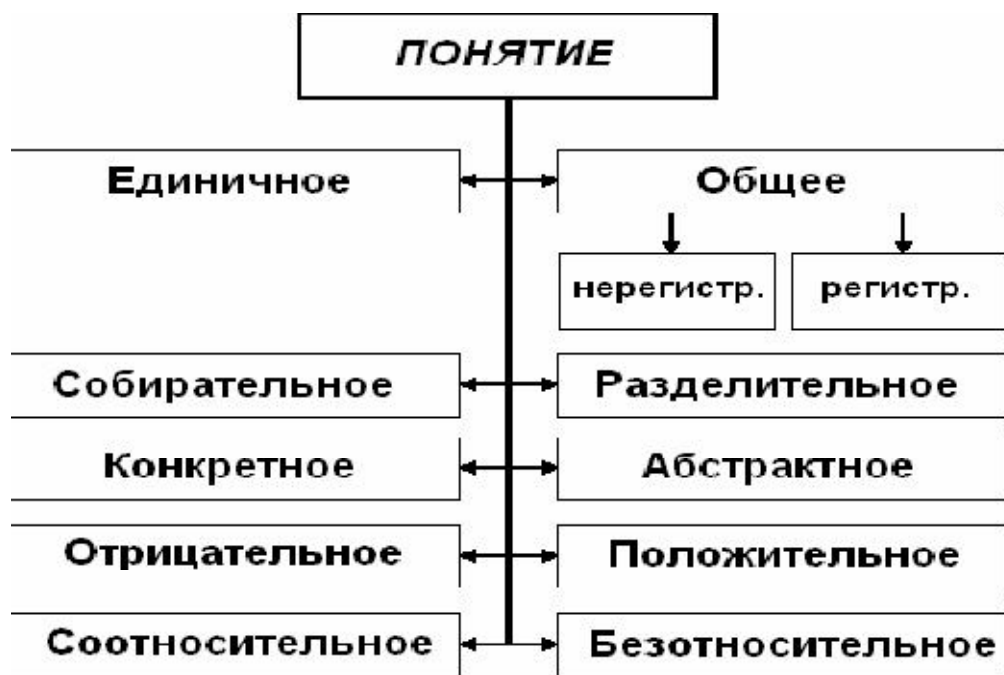 ПОНЯТИЕ
Единичное
Общее
нерегистр.
регистр.
Собирательное
Разделительное
Конкретное
Абстрактное
Отрицательное
Положительное
Соотносительное
Безотносительное